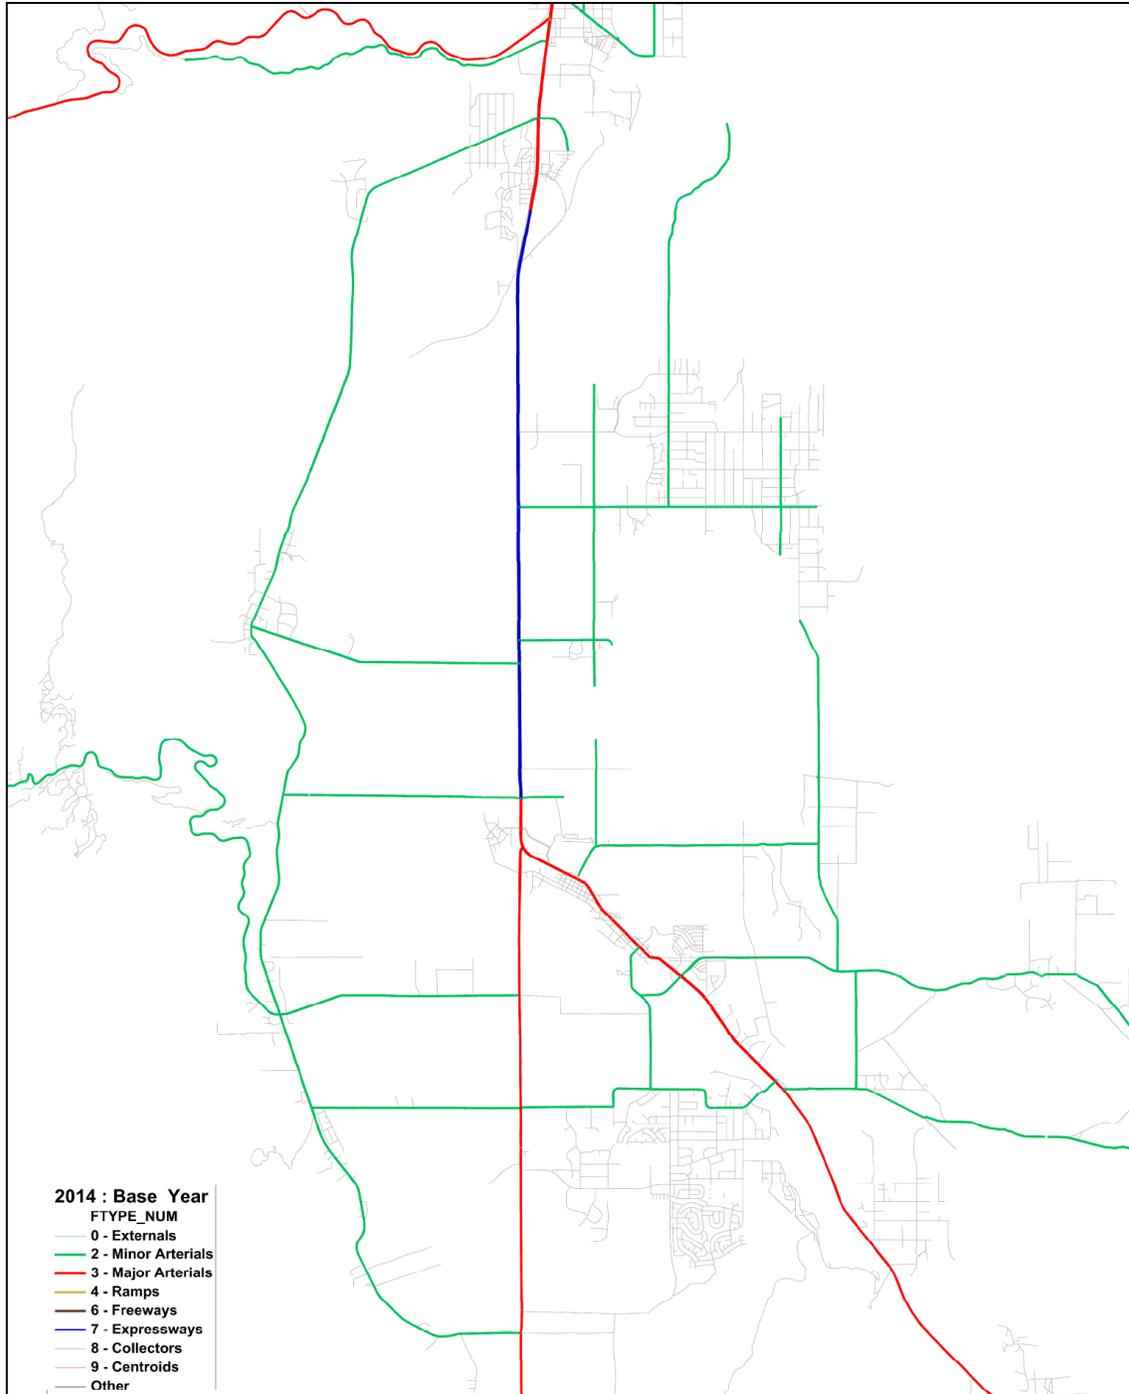 2014 : Base Year
FTYPE_NUM
0 - Externals
2 - Minor Arterials
3 - Major Arterials
4 - Ramps
6 - Freeways
7 - Expressways
8 - Collectors
9 - Centroids
Other